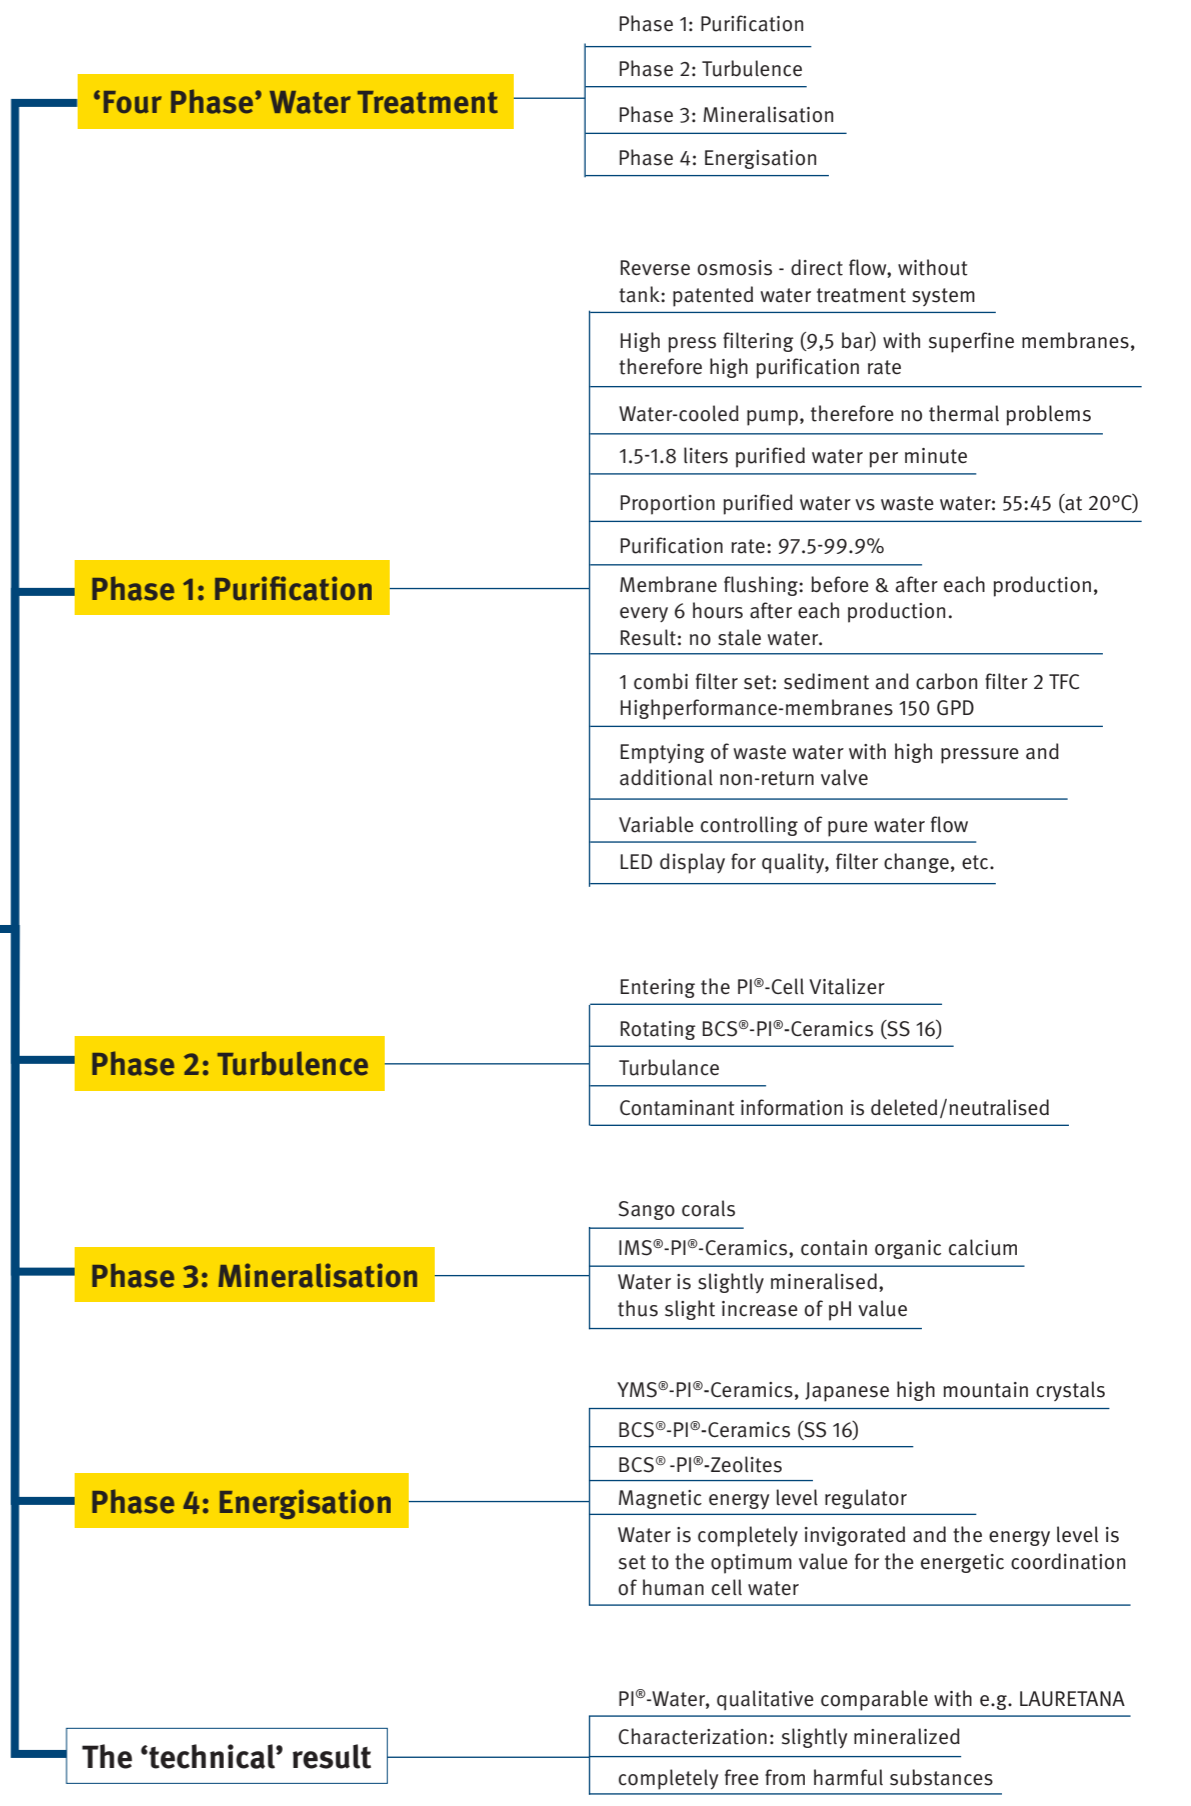 ‘Four Phase’ Water Treatment
Phase 1: Purification
Phase 2: Turbulence
Phase 3: Mineralisation
Phase 4: Energisation
Phase 1: Purification
Reverse osmosis - direct flow, without
tank: patented water treatment system
High press filtering (9,5 bar) with superfine membranes,
therefore high purification rate
Water-cooled pump, therefore no thermal problems
1.5-1.8 liters purified water per minute
Proportion purified water vs waste water: 55:45 (at 20°C)
Purification rate: 97.5-99.9%
Membrane flushing: before & after each production,
every 6 hours after each production.
Result: no stale water.
1 combi filter set: sediment and carbon filter 2 TFC
Highperformance-membranes 150 GPD
Emptying of waste water with high pressure and
additional non-return valve
Variable controlling of pure water flow
LED display for quality, filter change, etc.
Phase 2: Turbulence
Entering the PI®-Cell Vitalizer
Rotating BCS®-PI®-Ceramics (SS 16)
Turbulance
Contaminant information is deleted/neutralised
Phase 3: Mineralisation
Sango corals
IMS®-PI®-Ceramics, contain organic calcium
Water is slightly mineralised,
thus slight increase of pH value
Phase 4: Energisation
YMS®-PI®-Ceramics, Japanese high mountain crystals
BCS®-PI®-Ceramics (SS 16)
BCS® -PI®-Zeolites
Magnetic energy level regulator
Water is completely invigorated and the energy level is
set to the optimum value for the energetic coordination
of human cell water
The ‘technical’ result
PI®-Water, qualitative comparable with e.g. LAURETANA
Characterization: slightly mineralized
completely free from harmful substances